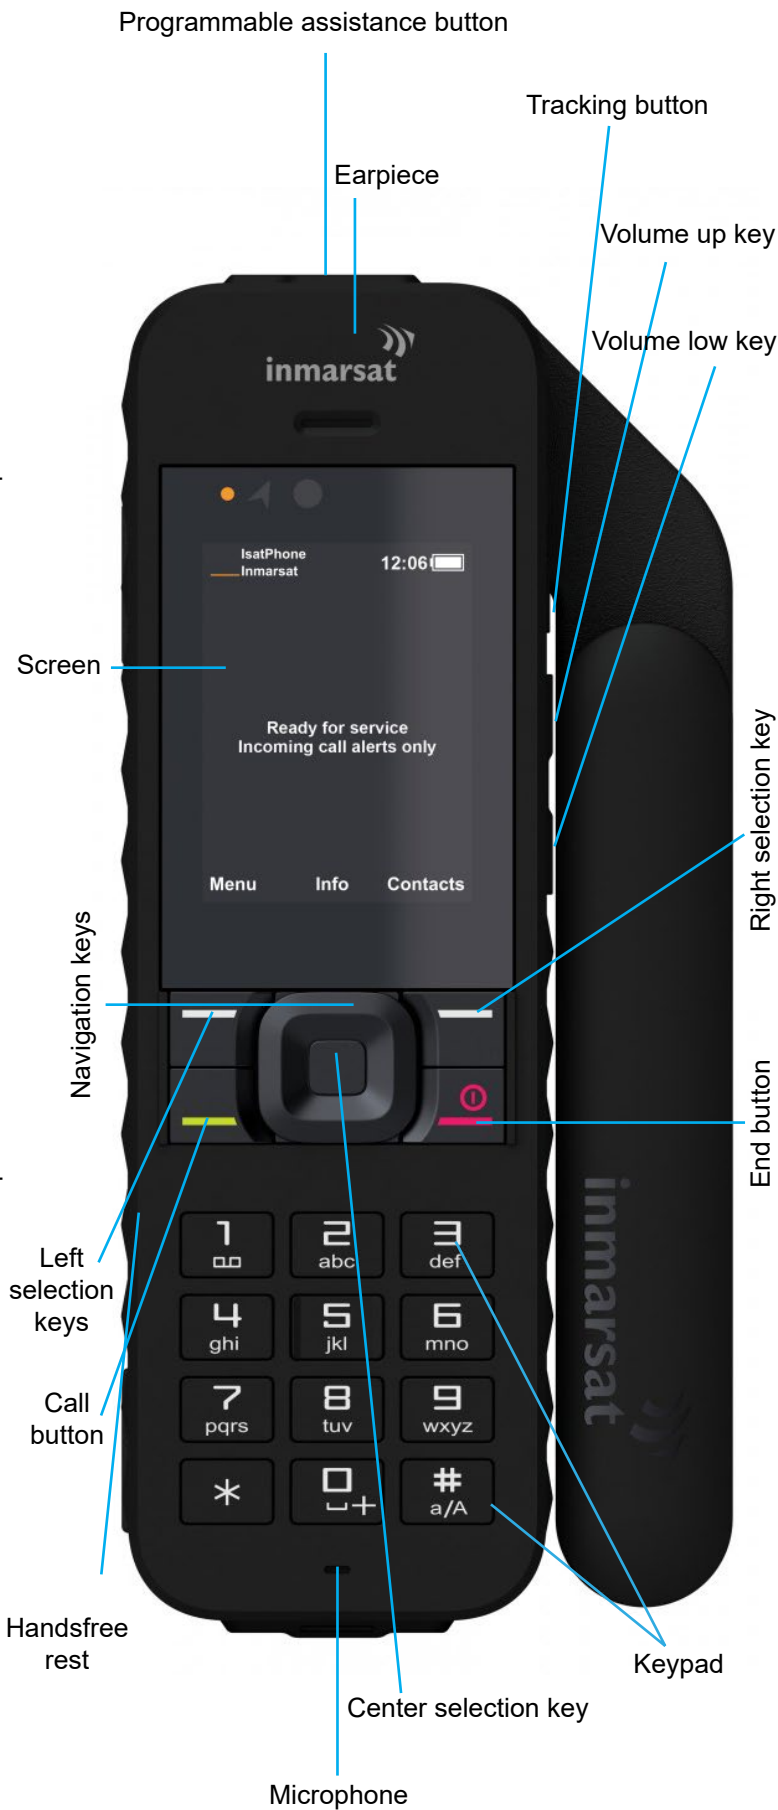 Programmable assistance button
Tracking button
Earpiece
Volume up key
Volume low key
inmarsat
IsatPhone
Inmarsat
12:06
Screen
Ready for service
Incoming call alerts only
Right selection key
Menu Info Contacts
Navigation keys
End button
inmarsat
1
2 abc
3 def
Left
selection
keys
4 ghi
5 jkl
6 mno
Call
button
7 pqrs
8 tuv
9 wxyz
*
0 +
# a/A
Handsfree
rest
Keypad
Center selection key
Microphone